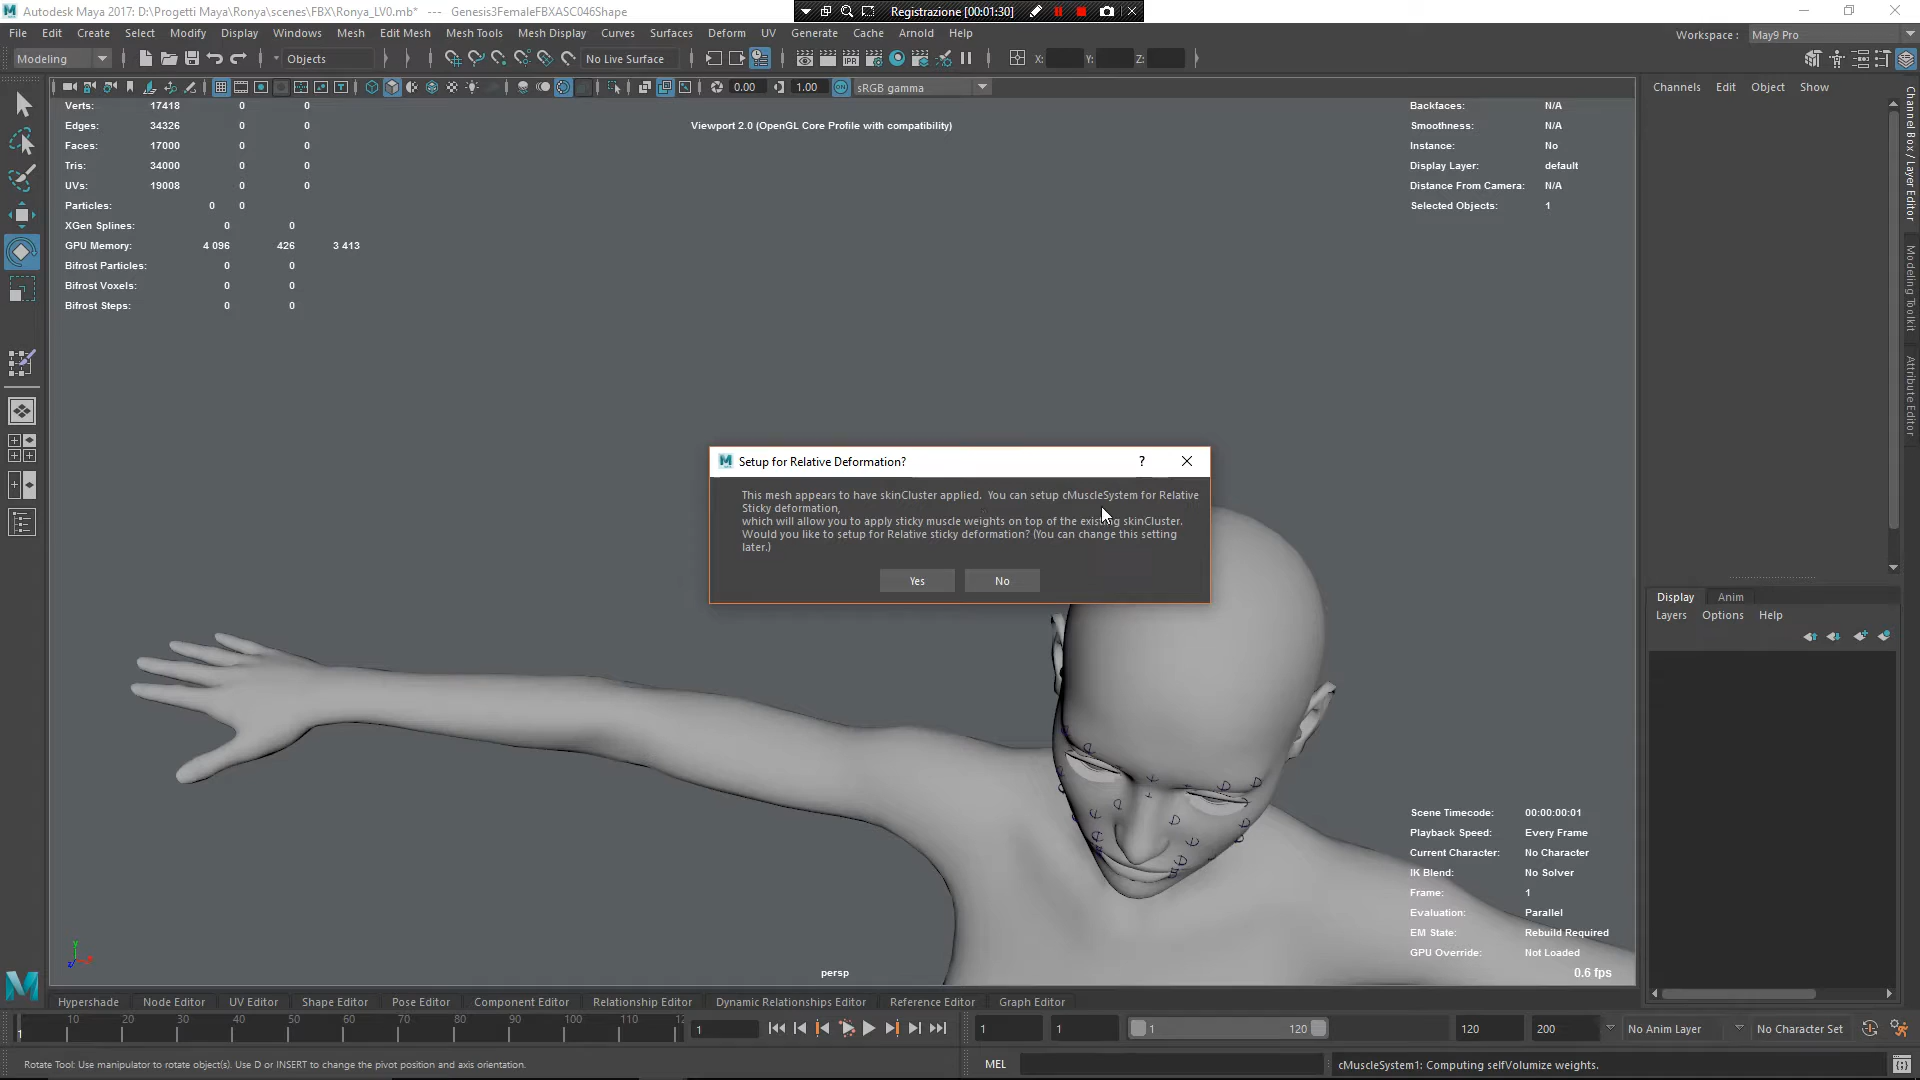 Autodesk Maya 2017: D:\Progetti Maya\Ronya\scenes\FBX\Ronya_LV0.mb* --- Genesis3FemaleFBXASC046Shape
Registrazione [00:01:30]
File Edit Create Select Modify Display Windows Mesh Edit Mesh Mesh Tools Mesh Display Curves Surfaces Deform UV Generate Cache Arnold Help
Workspace : May9 Pro
Modeling Objects No Live Surface X: Y: Z:
IPR
0.00 1.00 sRGB gamma
Channels Edit Object Show
Verts: 17418 0 0
Edges: 34326 0 0
Faces: 17000 0 0
Tris: 34000 0 0
UVs: 19008 0 0
Particles: 0 0
XGen Splines: 0 0
GPU Memory: 4 096 426 3 413
Bifrost Particles: 0 0
Bifrost Voxels: 0 0
Bifrost Steps: 0 0
Viewport 2.0 (OpenGL Core Profile with compatibility)
Backfaces: N/A
Smoothness: N/A
Instance: No
Display Layer: default
Distance From Camera: N/A
Selected Objects: 1
Channel Box / Layer Editor
Modeling Toolkit
Attribute Editor
Setup for Relative Deformation? ?
This mesh appears to have skinCluster applied. You can setup cMuscleSystem for Relative
Sticky deformation,
which will allow you to apply sticky muscle weights on top of the existing skinCluster.
Would you like to setup for Relative sticky deformation? (You can change this setting
later.)
Yes No
Display Anim
Layers Options Help
Scene Timecode: 00:00:00:01
Playback Speed: Every Frame
Current Character: No Character
IK Blend: No Solver
Frame: 1
Evaluation: Parallel
EM State: Rebuild Required
GPU Override: Not Loaded
0.6 fps
persp
Hypershade Node Editor UV Editor Shape Editor Pose Editor Component Editor Relationship Editor Dynamic Relationships Editor Reference Editor Graph Editor
1 10 20 30 40 50 60 70 80 90 100 110 12
1 1 1 1 120 120 200 No Anim Layer No Character Set
Rotate Tool: Use manipulator to rotate object(s). Use D or INSERT to change the pivot position and axis orientation.
MEL
cMuscleSystem1: Computing selfVolumize weights.